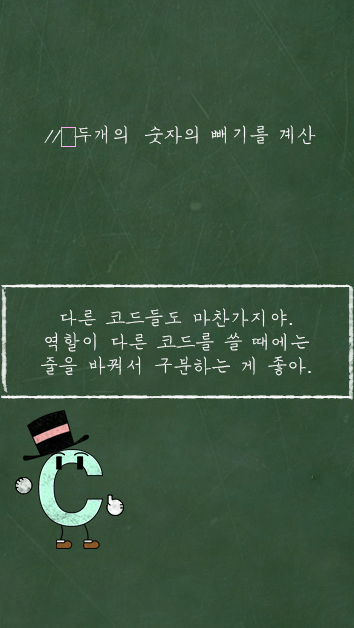 //□두개의 숫자의 빼기를 계산
다른 코드들도 마찬가지야.
역할이 다른 코드를 쓸 때에는
줄을 바꿔서 구분하는 게 좋아.
C